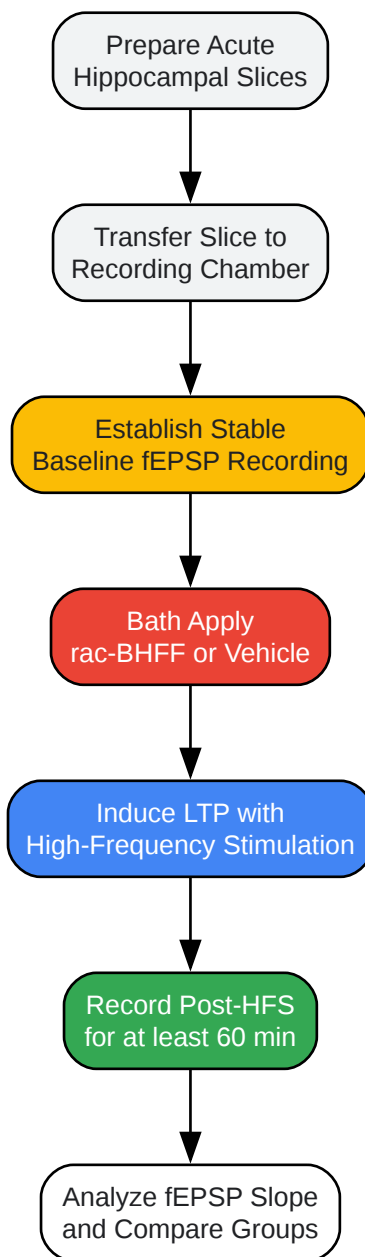 Prepare Acute
Hippocampal Slices
Transfer Slice to
Recording Chamber
Establish Stable
Baseline fEPSP Recording
Bath Apply
rac-BHFF or Vehicle
Induce LTP with
High-Frequency Stimulation
Record Post-HFS
for at least 60 min
Analyze fEPSP Slope
and Compare Groups